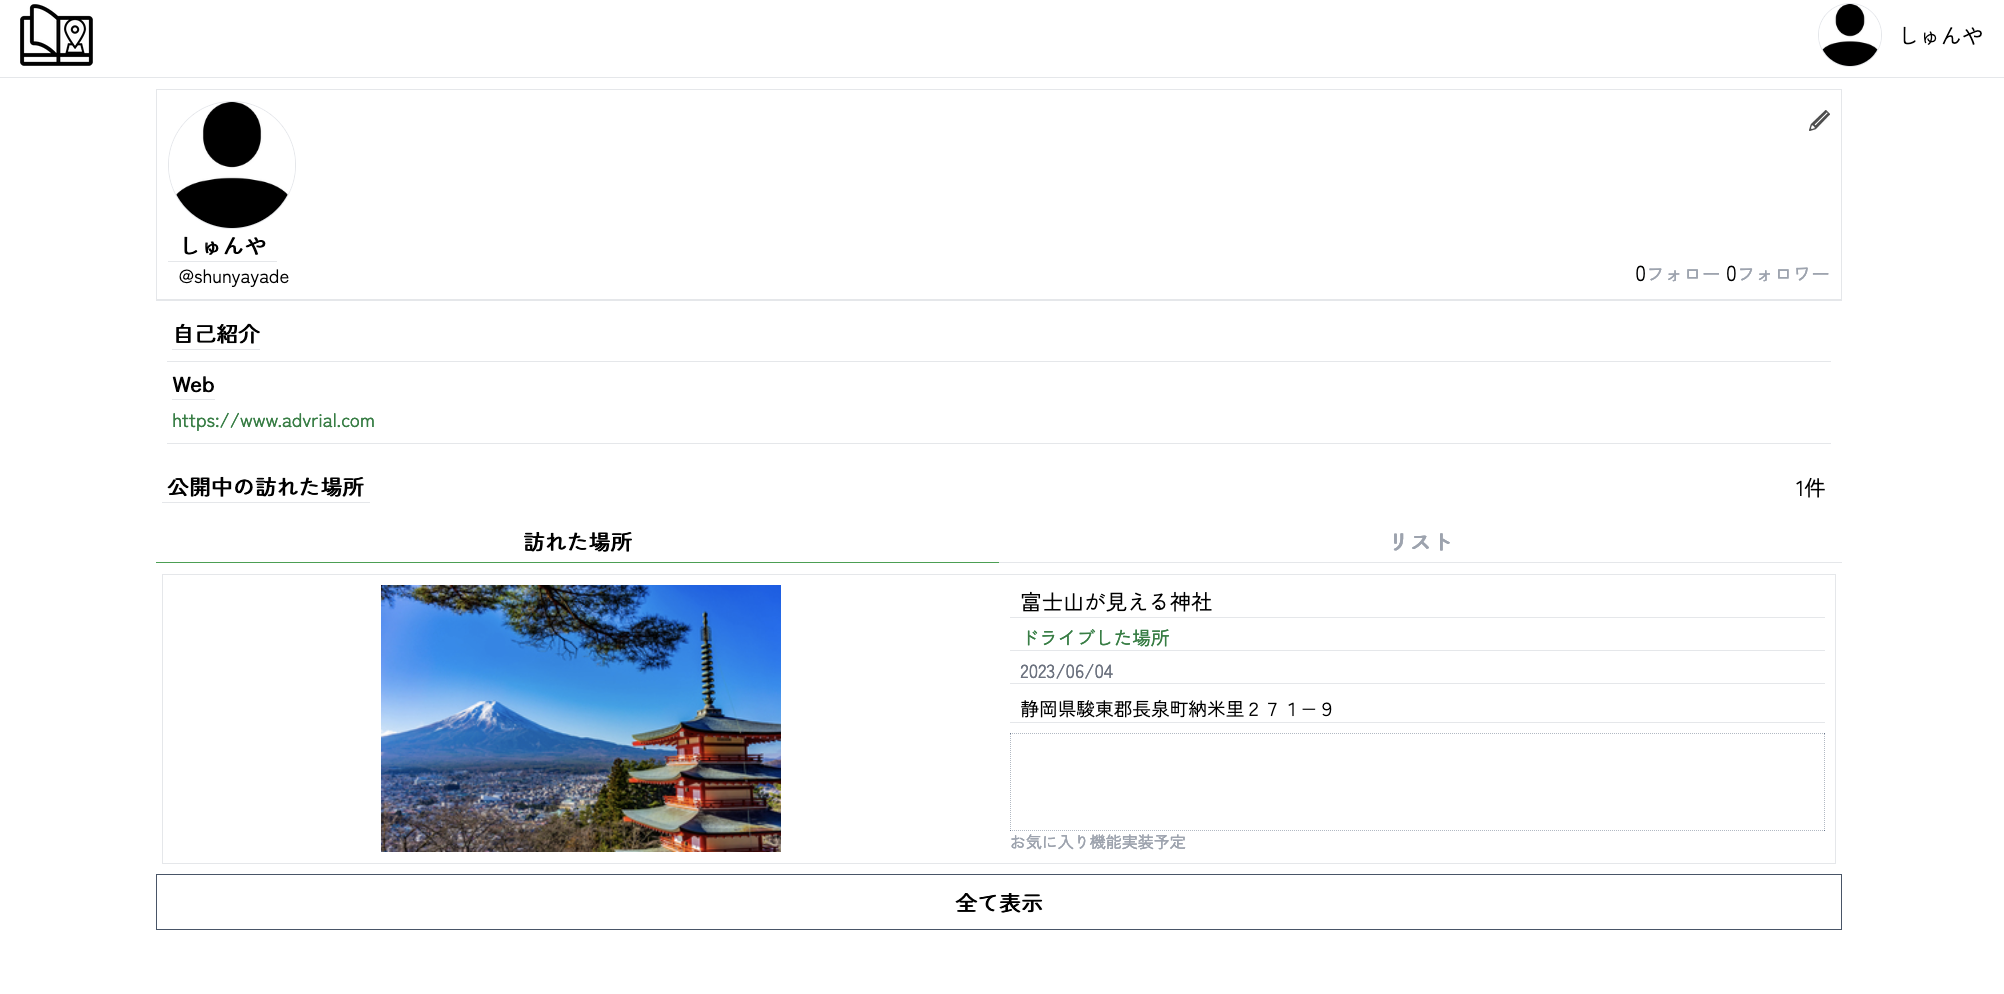 しゅんや
しゅんや
@shunyayade
0フォロー 0フォロワー
自己紹介
Web
https://www.advrial.com
公開中の訪れた場所
1件
訪れた場所
リスト
富士山が見える神社
ドライブした場所
2023/06/04
静岡県駿東郡長泉町納米里２７１－９
お気に入り機能実装予定
全て表示